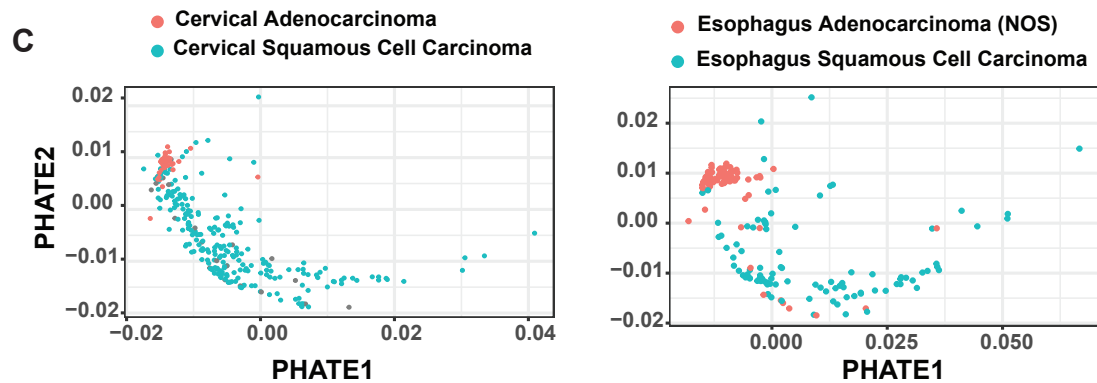 C
Cervical Adenocarcinoma
Cervical Squamous Cell Carcinoma
PHATE2
0.02
0.01
0.00
−0.01
−0.02
−0.02
0.00
0.02
0.04
PHATE1
Esophagus Adenocarcinoma (NOS)
Esophagus Squamous Cell Carcinoma
0.02
0.01
0.00
−0.01
−0.02
0.000
0.025
0.050
PHATE1